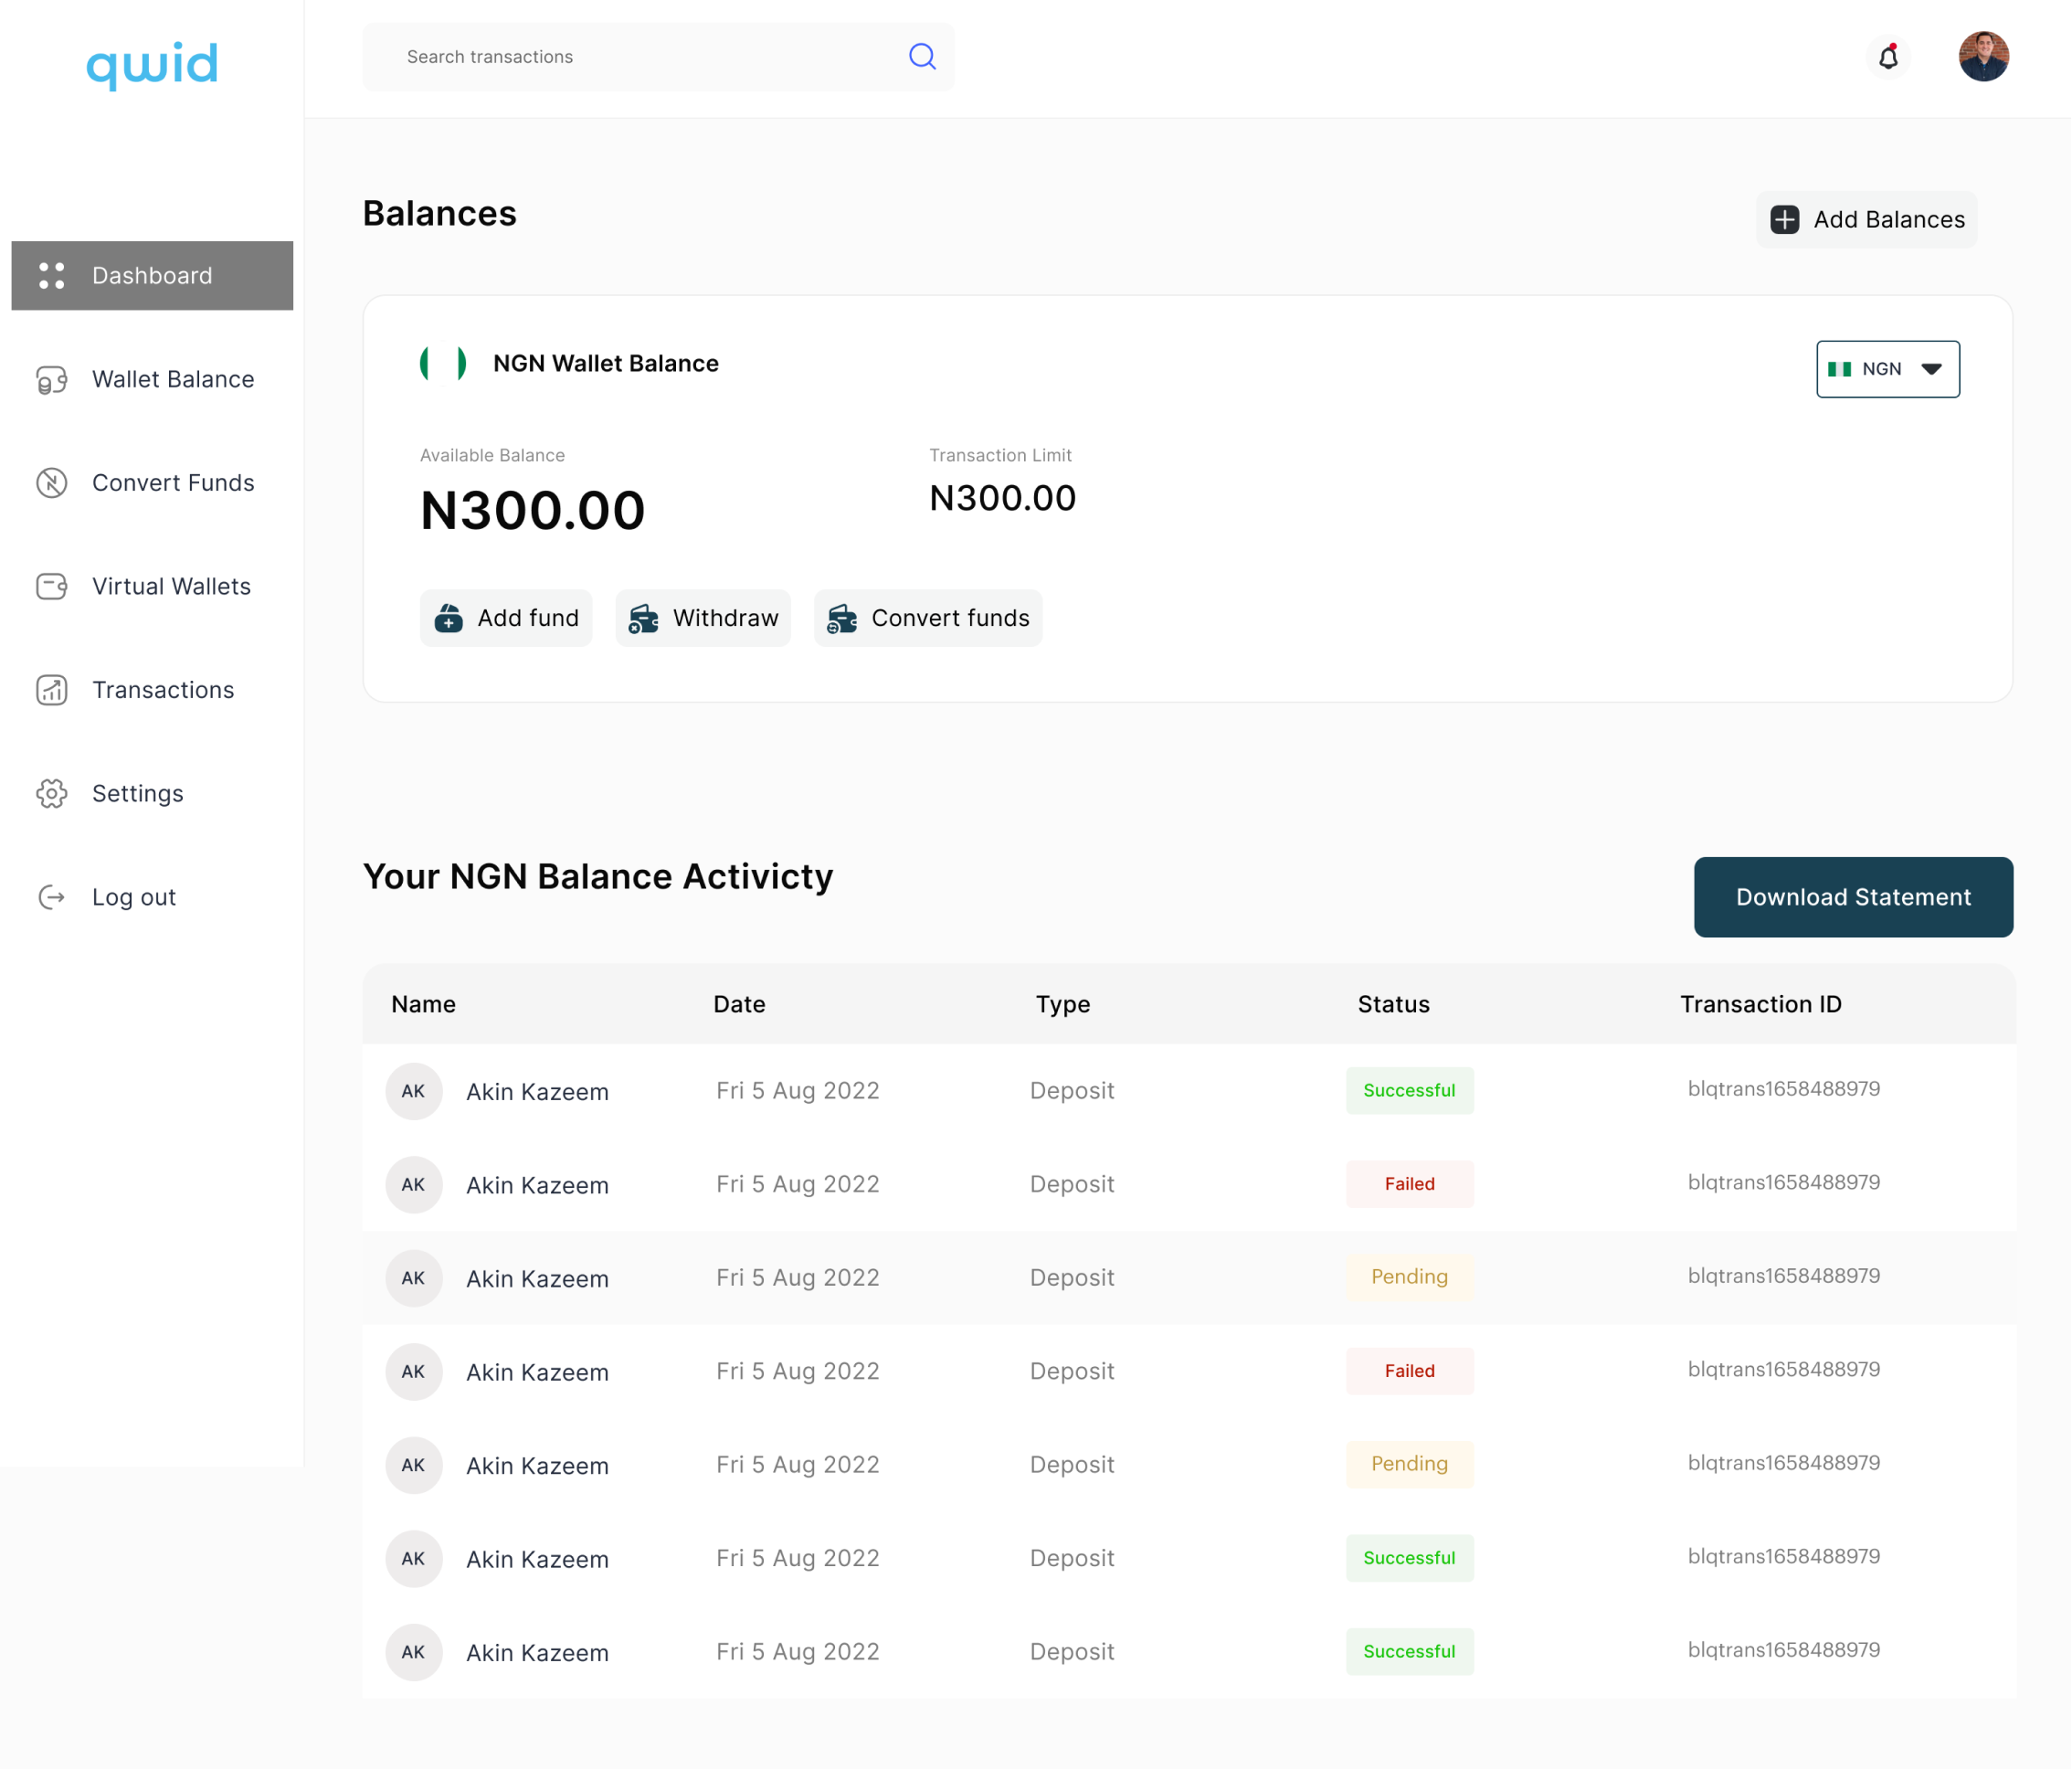 qwid
Search transactions
Dashboard
Wallet Balance
Convert Funds
Virtual Wallets
Transactions
Settings
Log out
Balances
Add Balances
NGN Wallet Balance
NGN
Available Balance
Transaction Limit
N300.00
N300.00
Add fund
Withdraw
Convert funds
Your NGN Balance Activicty
Download Statement
Name Date Type Status Transaction ID
AK Akin Kazeem Fri 5 Aug 2022 Deposit Successful blqtrans1658488979
AK Akin Kazeem Fri 5 Aug 2022 Deposit Failed blqtrans1658488979
AK Akin Kazeem Fri 5 Aug 2022 Deposit Pending blqtrans1658488979
AK Akin Kazeem Fri 5 Aug 2022 Deposit Failed blqtrans1658488979
AK Akin Kazeem Fri 5 Aug 2022 Deposit Pending blqtrans1658488979
AK Akin Kazeem Fri 5 Aug 2022 Deposit Successful blqtrans1658488979
AK Akin Kazeem Fri 5 Aug 2022 Deposit Successful blqtrans1658488979